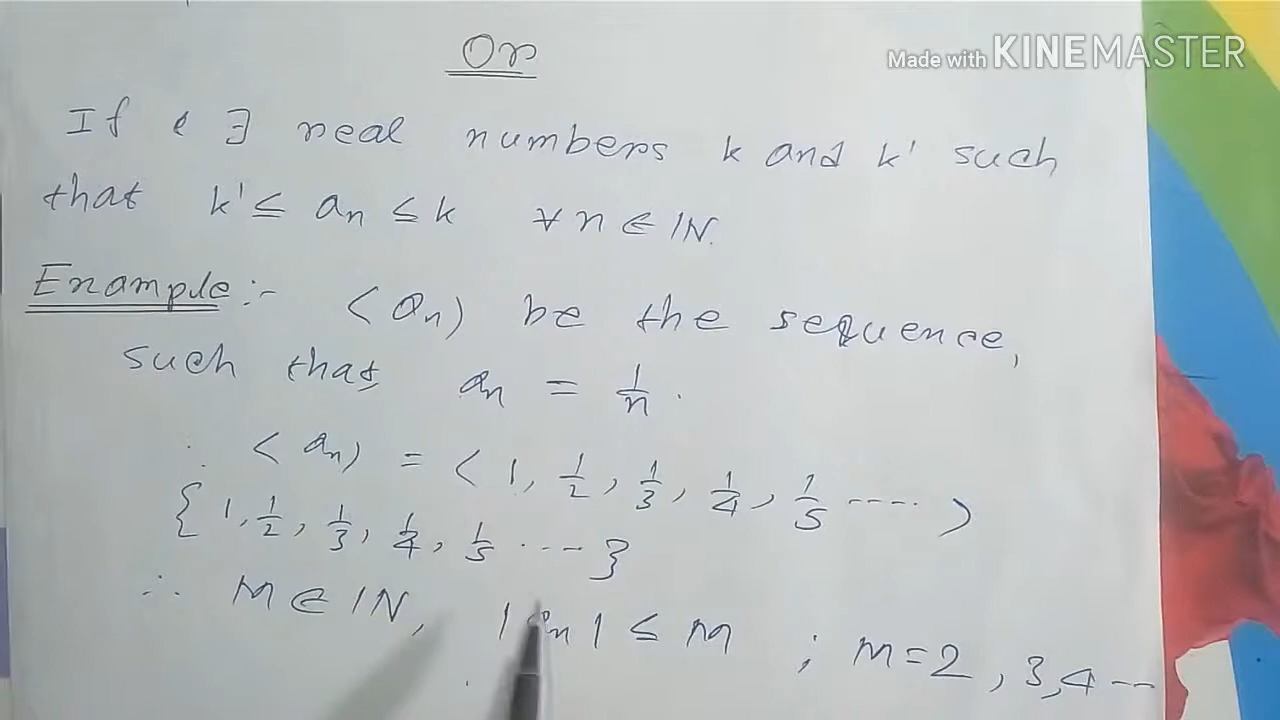 Or
Made with KINEMASTER
If ∃ real numbers k and k' such
that k' ≤ an ≤ k ∀ n ∈ IN.
Example:- <an> be the sequence,
such that, an = 1/n.
∴ <an> = <1, 1/2, 1/3, 1/4, 1/5 ---- >
{1, 1/2, 1/3, 1/4, 1/5 ---- }
∴ M ∈ IN, |an| ≤ M ; M=2, 3,4 --